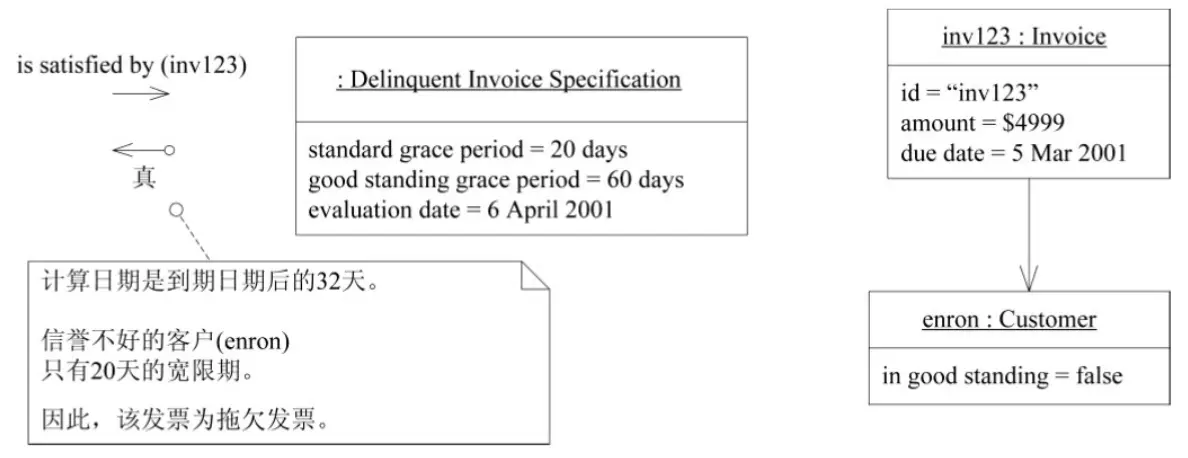 is satisfied by (inv123)
真
: Delinquent Invoice Specification
standard grace period = 20 days
good standing grace period = 60 days
evaluation date = 6 April 2001
计算日期是到期日期后的32天。
信誉不好的客户(enron)
只有20天的宽限期。
因此，该发票为拖欠发票。
inv123 : Invoice
id = “inv123”
amount = $4999
due date = 5 Mar 2001
enron : Customer
in good standing = false